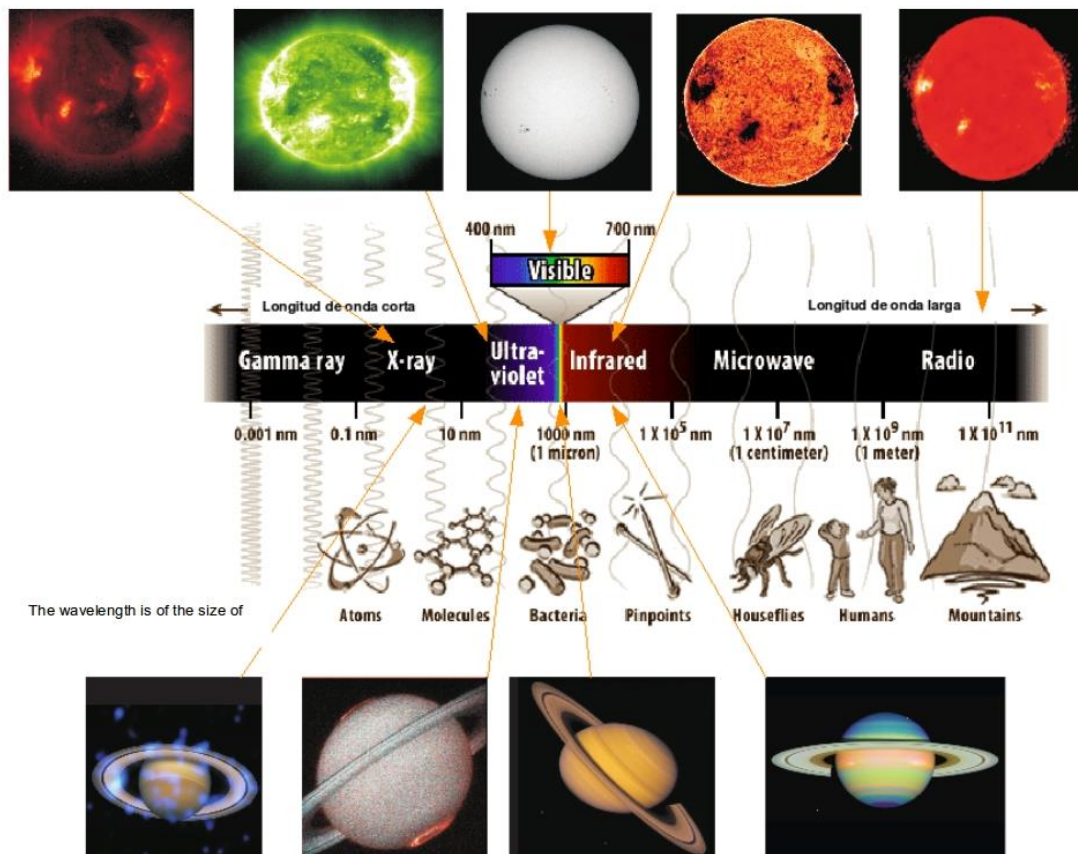 400 nm
700 nm
Visible
Longitud de onda corta
Longitud de onda larga
Gamma ray
X-ray
Ultra-
violet
Infrared
Microwave
Radio
0.001 nm
0.1 nm
10 nm
1000 nm
(1 micron)
1 X 10⁵ nm
1 X 10⁷ nm
(1 centimeter)
1 X 10⁹ nm
(1 meter)
1 X 10¹¹ nm
The wavelength is of the size of
Atoms
Molecules
Bacteria
Pinpoints
Houseflies
Humans
Mountains